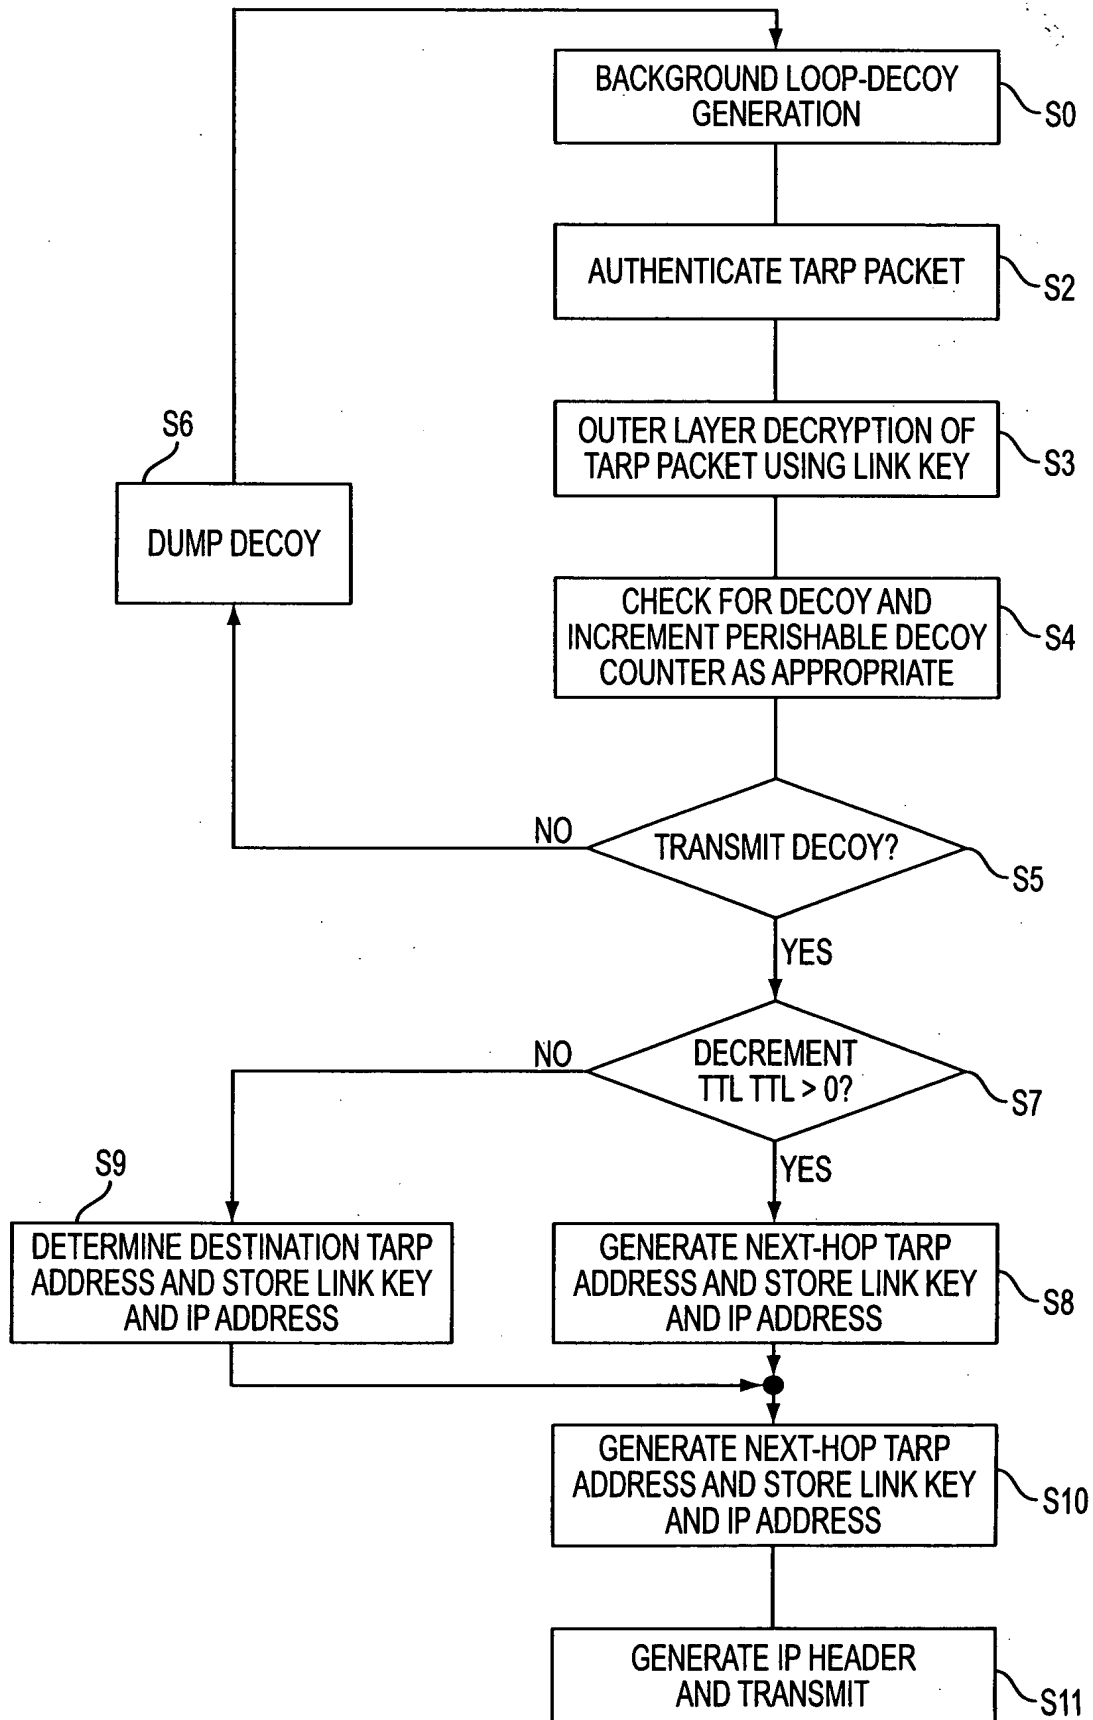 BACKGROUND LOOP-DECOY
GENERATION
S0
AUTHENTICATE TARP PACKET
S2
OUTER LAYER DECRYPTION OF
TARP PACKET USING LINK KEY
S3
S6
DUMP DECOY
CHECK FOR DECOY AND
INCREMENT PERISHABLE DECOY
COUNTER AS APPROPRIATE
S4
NO
TRANSMIT DECOY?
S5
YES
NO
DECREMENT
TTL TTL > 0?
S7
YES
S9
DETERMINE DESTINATION TARP
ADDRESS AND STORE LINK KEY
AND IP ADDRESS
GENERATE NEXT-HOP TARP
ADDRESS AND STORE LINK KEY
AND IP ADDRESS
S8
GENERATE NEXT-HOP TARP
ADDRESS AND STORE LINK KEY
AND IP ADDRESS
S10
GENERATE IP HEADER
AND TRANSMIT
S11